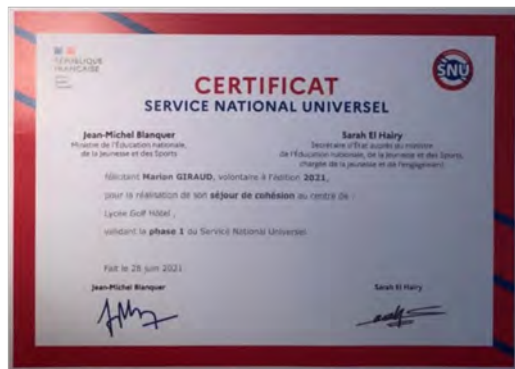 RÉPUBLIQUE
FRANÇAISE
SNU
CERTIFICAT
SERVICE NATIONAL UNIVERSEL
Jean-Michel Blanquer
Ministre de l'Éducation nationale,
de la Jeunesse et des Sports
Sarah El Hairy
Secrétaire d'État auprès du ministre
de l'Éducation nationale, de la Jeunesse et des Sports,
chargée de la jeunesse et de l'engagement
félicitent Marion GIRAUD, volontaire à l'édition 2021,
pour la réalisation de son séjour de cohésion au centre de :
Lycée Golf Hôtel ,
validant la phase 1 du Service National Universel
Fait le 28 juin 2021
Jean-Michel Blanquer
Sarah El Hairy